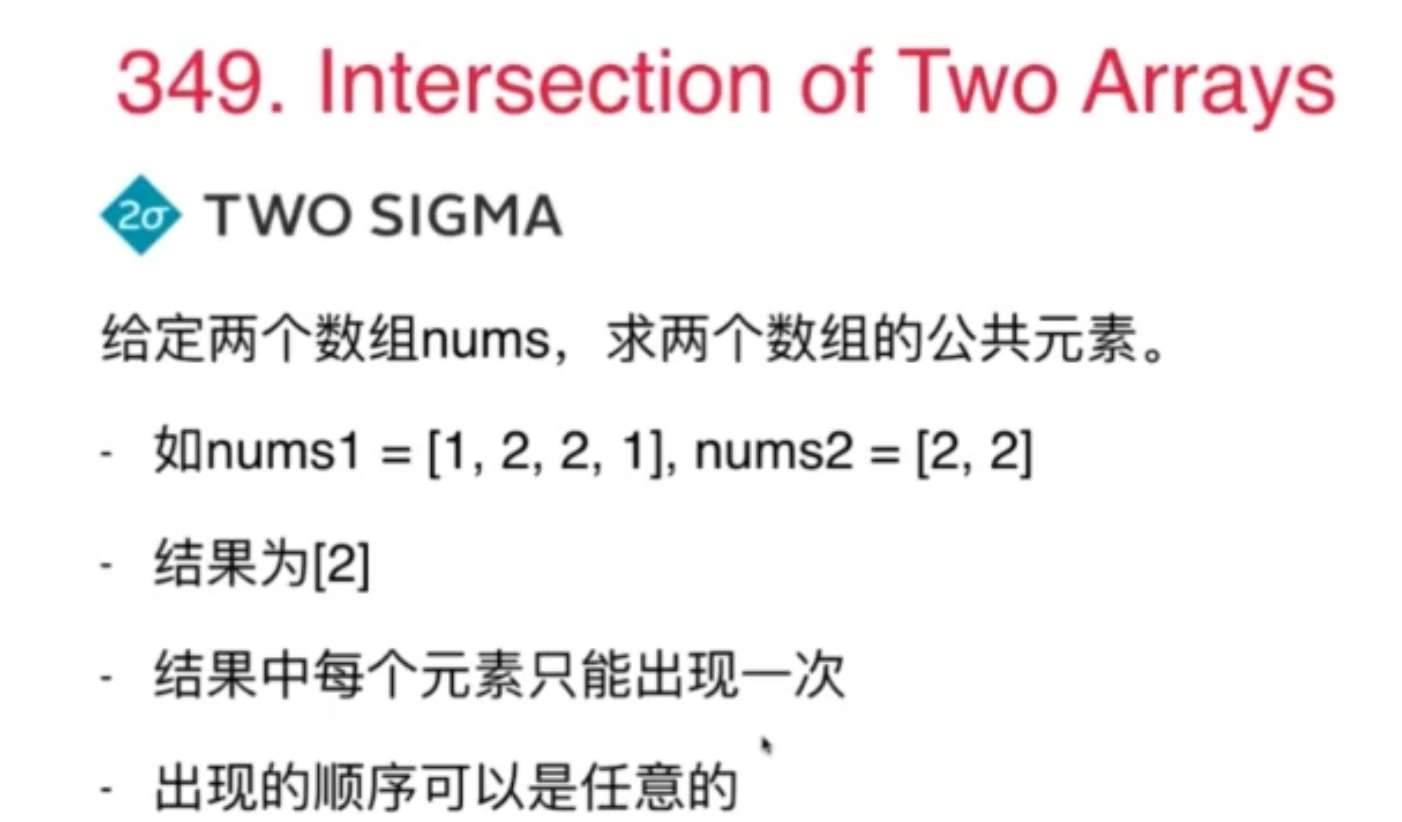 349. Intersection of Two Arrays
2σ TWO SIGMA
给定两个数组nums，求两个数组的公共元素。
- 如nums1 = [1, 2, 2, 1], nums2 = [2, 2]
- 结果为[2]
- 结果中每个元素只能出现一次
- 出现的顺序可以是任意的